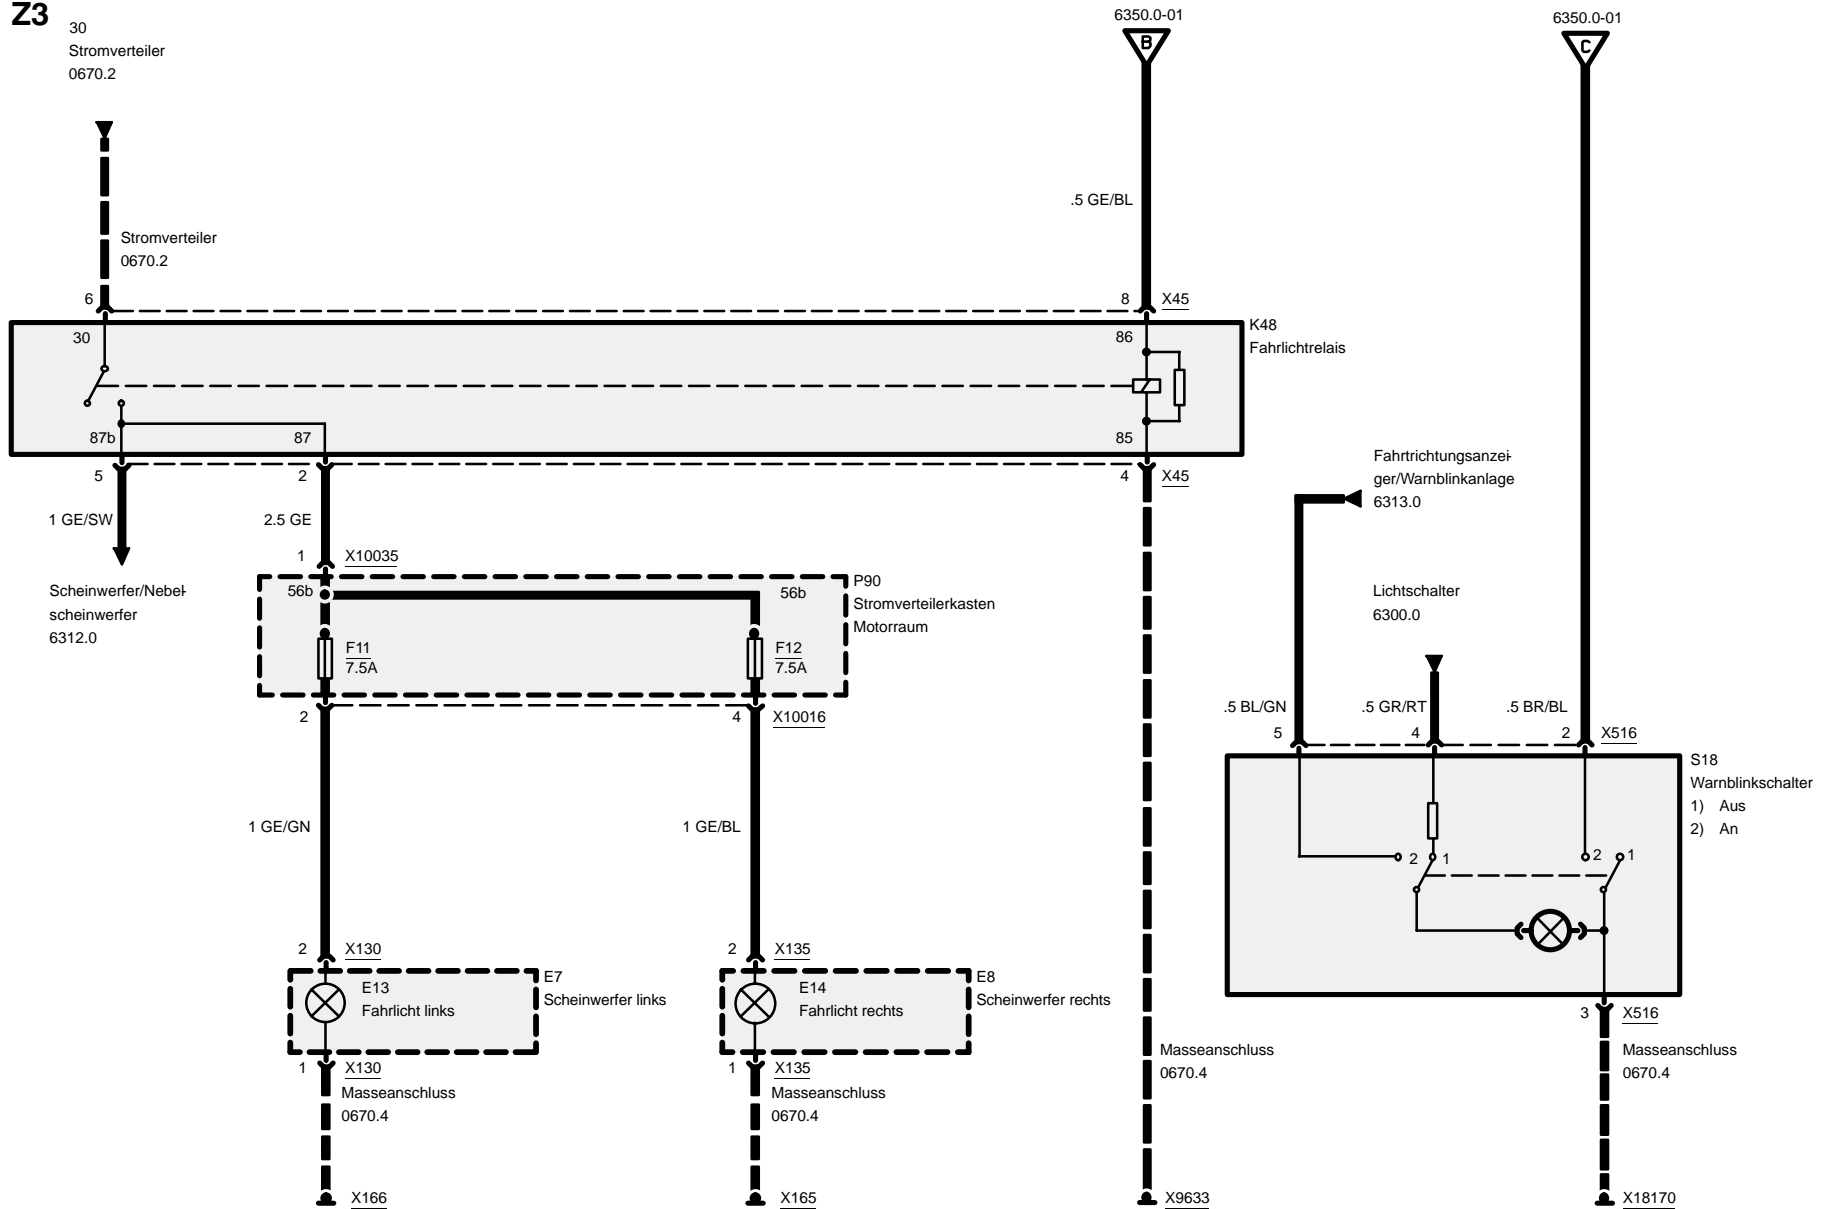 Z3
30
Stromverteiler
0670.2
6350.0-01
B
6350.0-01
C
.5 GE/BL
Stromverteiler
0670.2
6
8
X45
30
86
K48
Fahrlichtrelais
87b
87
85
5
2
4
X45
1 GE/SW
2.5 GE
Fahrtrichtungsanzei-
ger/Warnblinkanlage
6313.0
1
X10035
Scheinwerfer/Nebel-
scheinwerfer
6312.0
56b
56b
P90
Stromverteilerkasten
Motorraum
F11
7.5A
F12
7.5A
Lichtschalter
6300.0
2
4
X10016
.5 BL/GN
.5 GR/RT
.5 BR/BL
5
4
2
X516
S18
Warnblinkschalter
1) Aus
2) An
1 GE/GN
1 GE/BL
2
1
2
1
2
X130
2
X135
E13
Fahrlicht links
E7
Scheinwerfer links
E14
Fahrlicht rechts
E8
Scheinwerfer rechts
3
X516
1
X130
Masseanschluss
0670.4
1
X135
Masseanschluss
0670.4
Masseanschluss
0670.4
Masseanschluss
0670.4
X166
X165
X9633
X18170